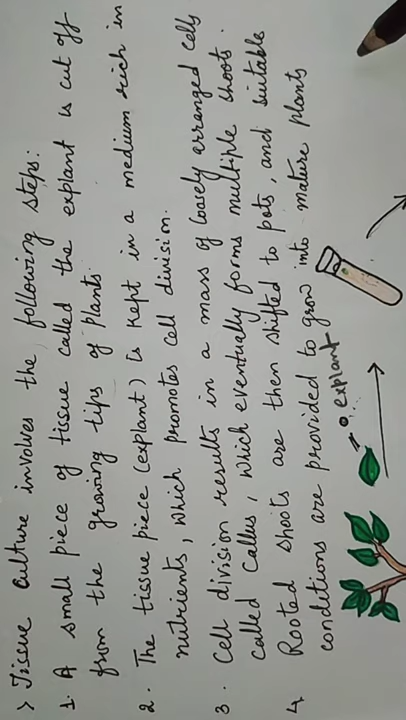 > Tissue culture involves the following steps:
1. A small piece of tissue called the explant is cut off
from the growing tips of plants.
2. The tissue piece (explant) is kept in a medium rich in
nutrients, which promotes cell division.
3. Cell division results in a mass of loosely arranged cells
called callus, which eventually forms multiple shoots.
4 Rooted shoots are then shifted to pots, and suitable
conditions are provided to grow into mature plants
explant